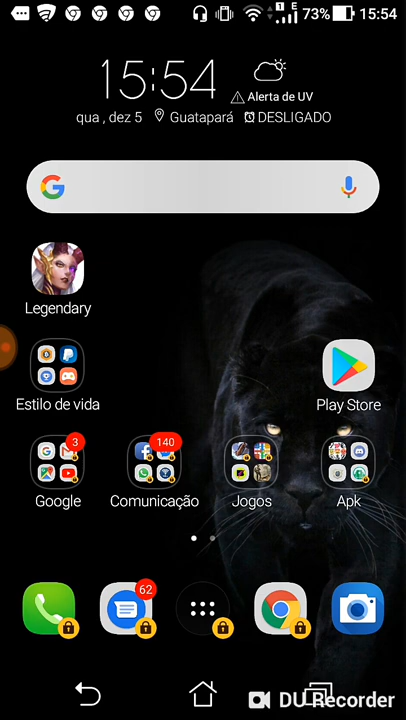 1 E 73% 15:54
15:54
Alerta de UV
qua , dez 5 Guatapará DESLIGADO
Legendary
Estilo de vida
Play Store
3
140
Google
Comunicação
Jogos
Apk
62
DU Recorder